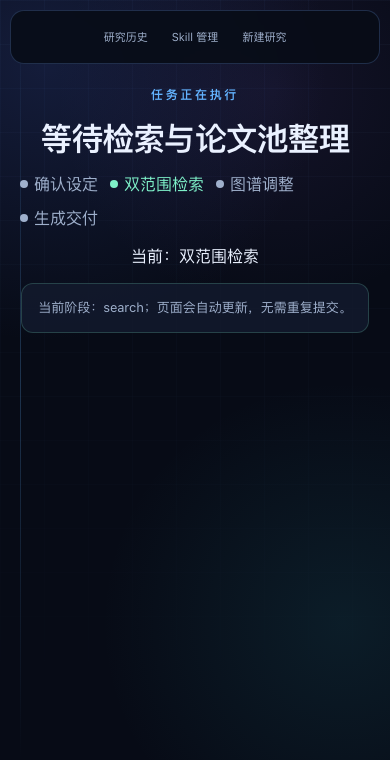 研究历史 Skill 管理 新建研究
任务正在执行
等待检索与论文池整理
确认设定 双范围检索 图谱调整
生成交付
当前：双范围检索
当前阶段：search；页面会自动更新，无需重复提交。